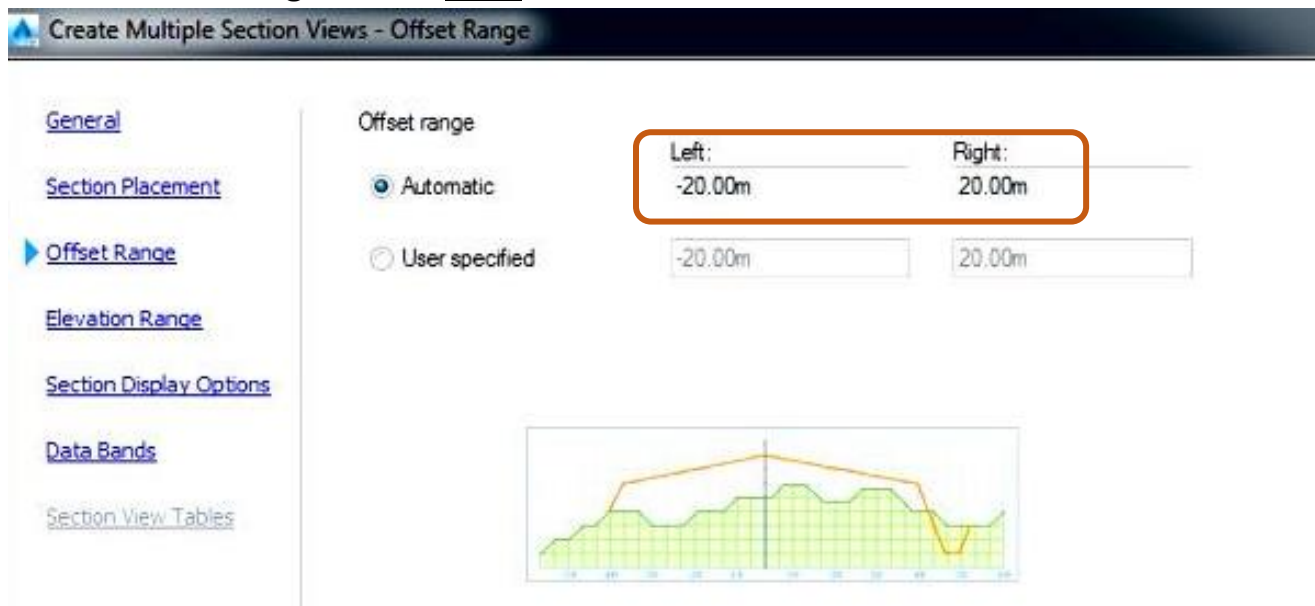 Create Multiple Section Views - Offset Range
General
Section Placement
Offset Range
Elevation Range
Section Display Options
Data Bands
Section View Tables
Offset range
Left: Right:
Automatic -20.00m 20.00m
User specified -20.00m 20.00m